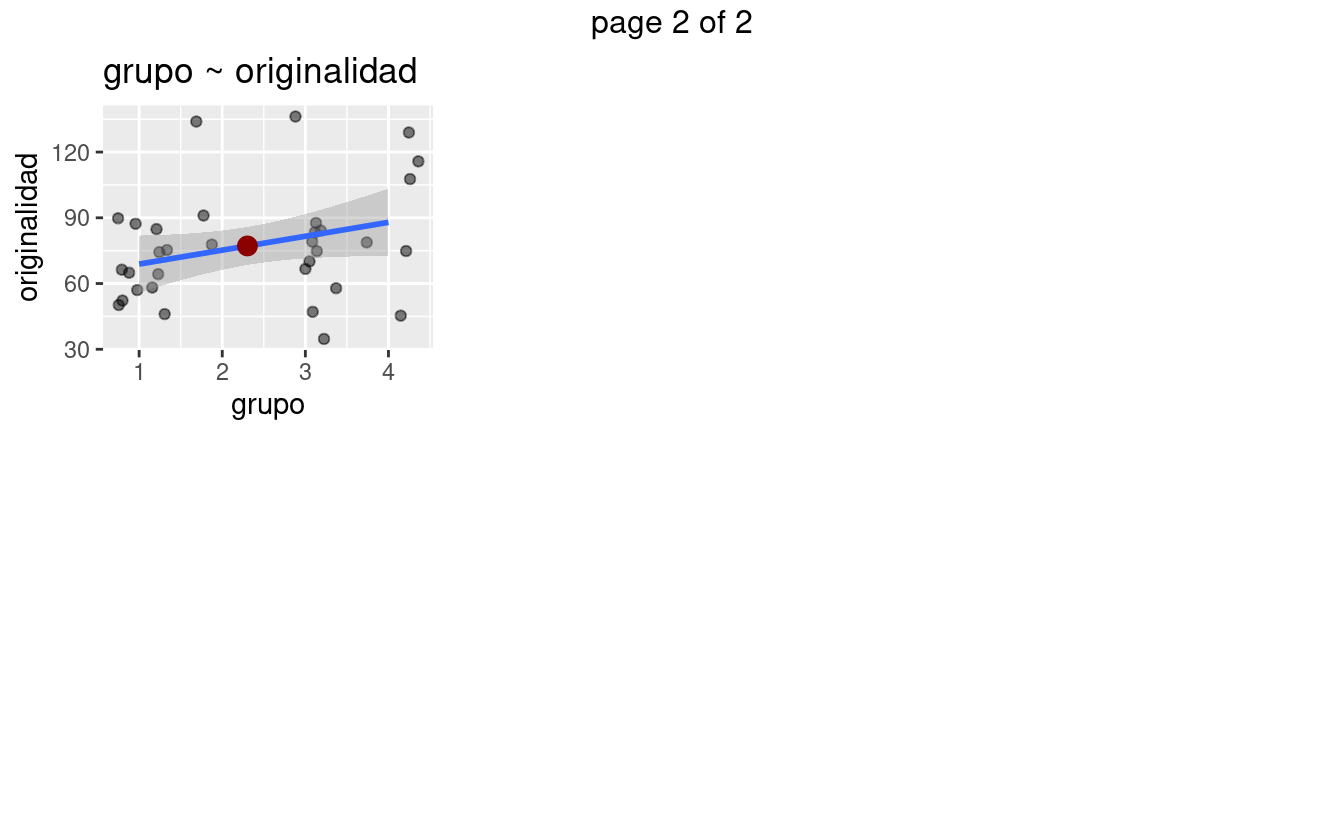 page 2 of 2
grupo ~ originalidad
originalidad
120
90
60
30
1 2 3 4
grupo